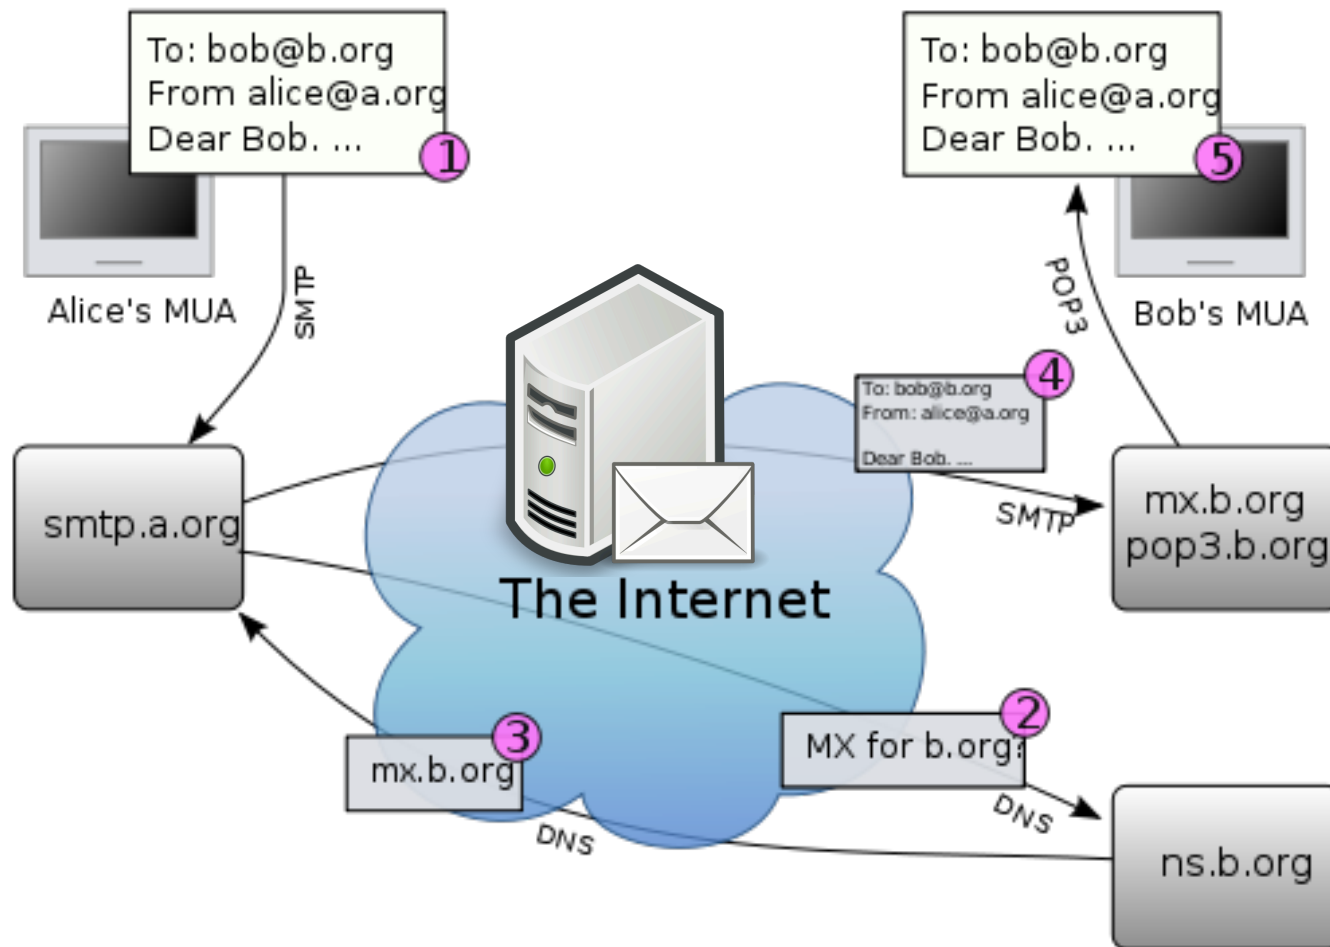 To: bob@b.org
From alice@a.org
Dear Bob. ...
1
Alice's MUA
SMTP
To: bob@b.org
From alice@a.org
Dear Bob. ...
5
Bob's MUA
POP3
To: bob@b.org
From: alice@a.org
Dear Bob. ...
4
SMTP
smtp.a.org
mx.b.org
pop3.b.org
The Internet
MX for b.org?
2
DNS
mx.b.org
3
DNS
ns.b.org